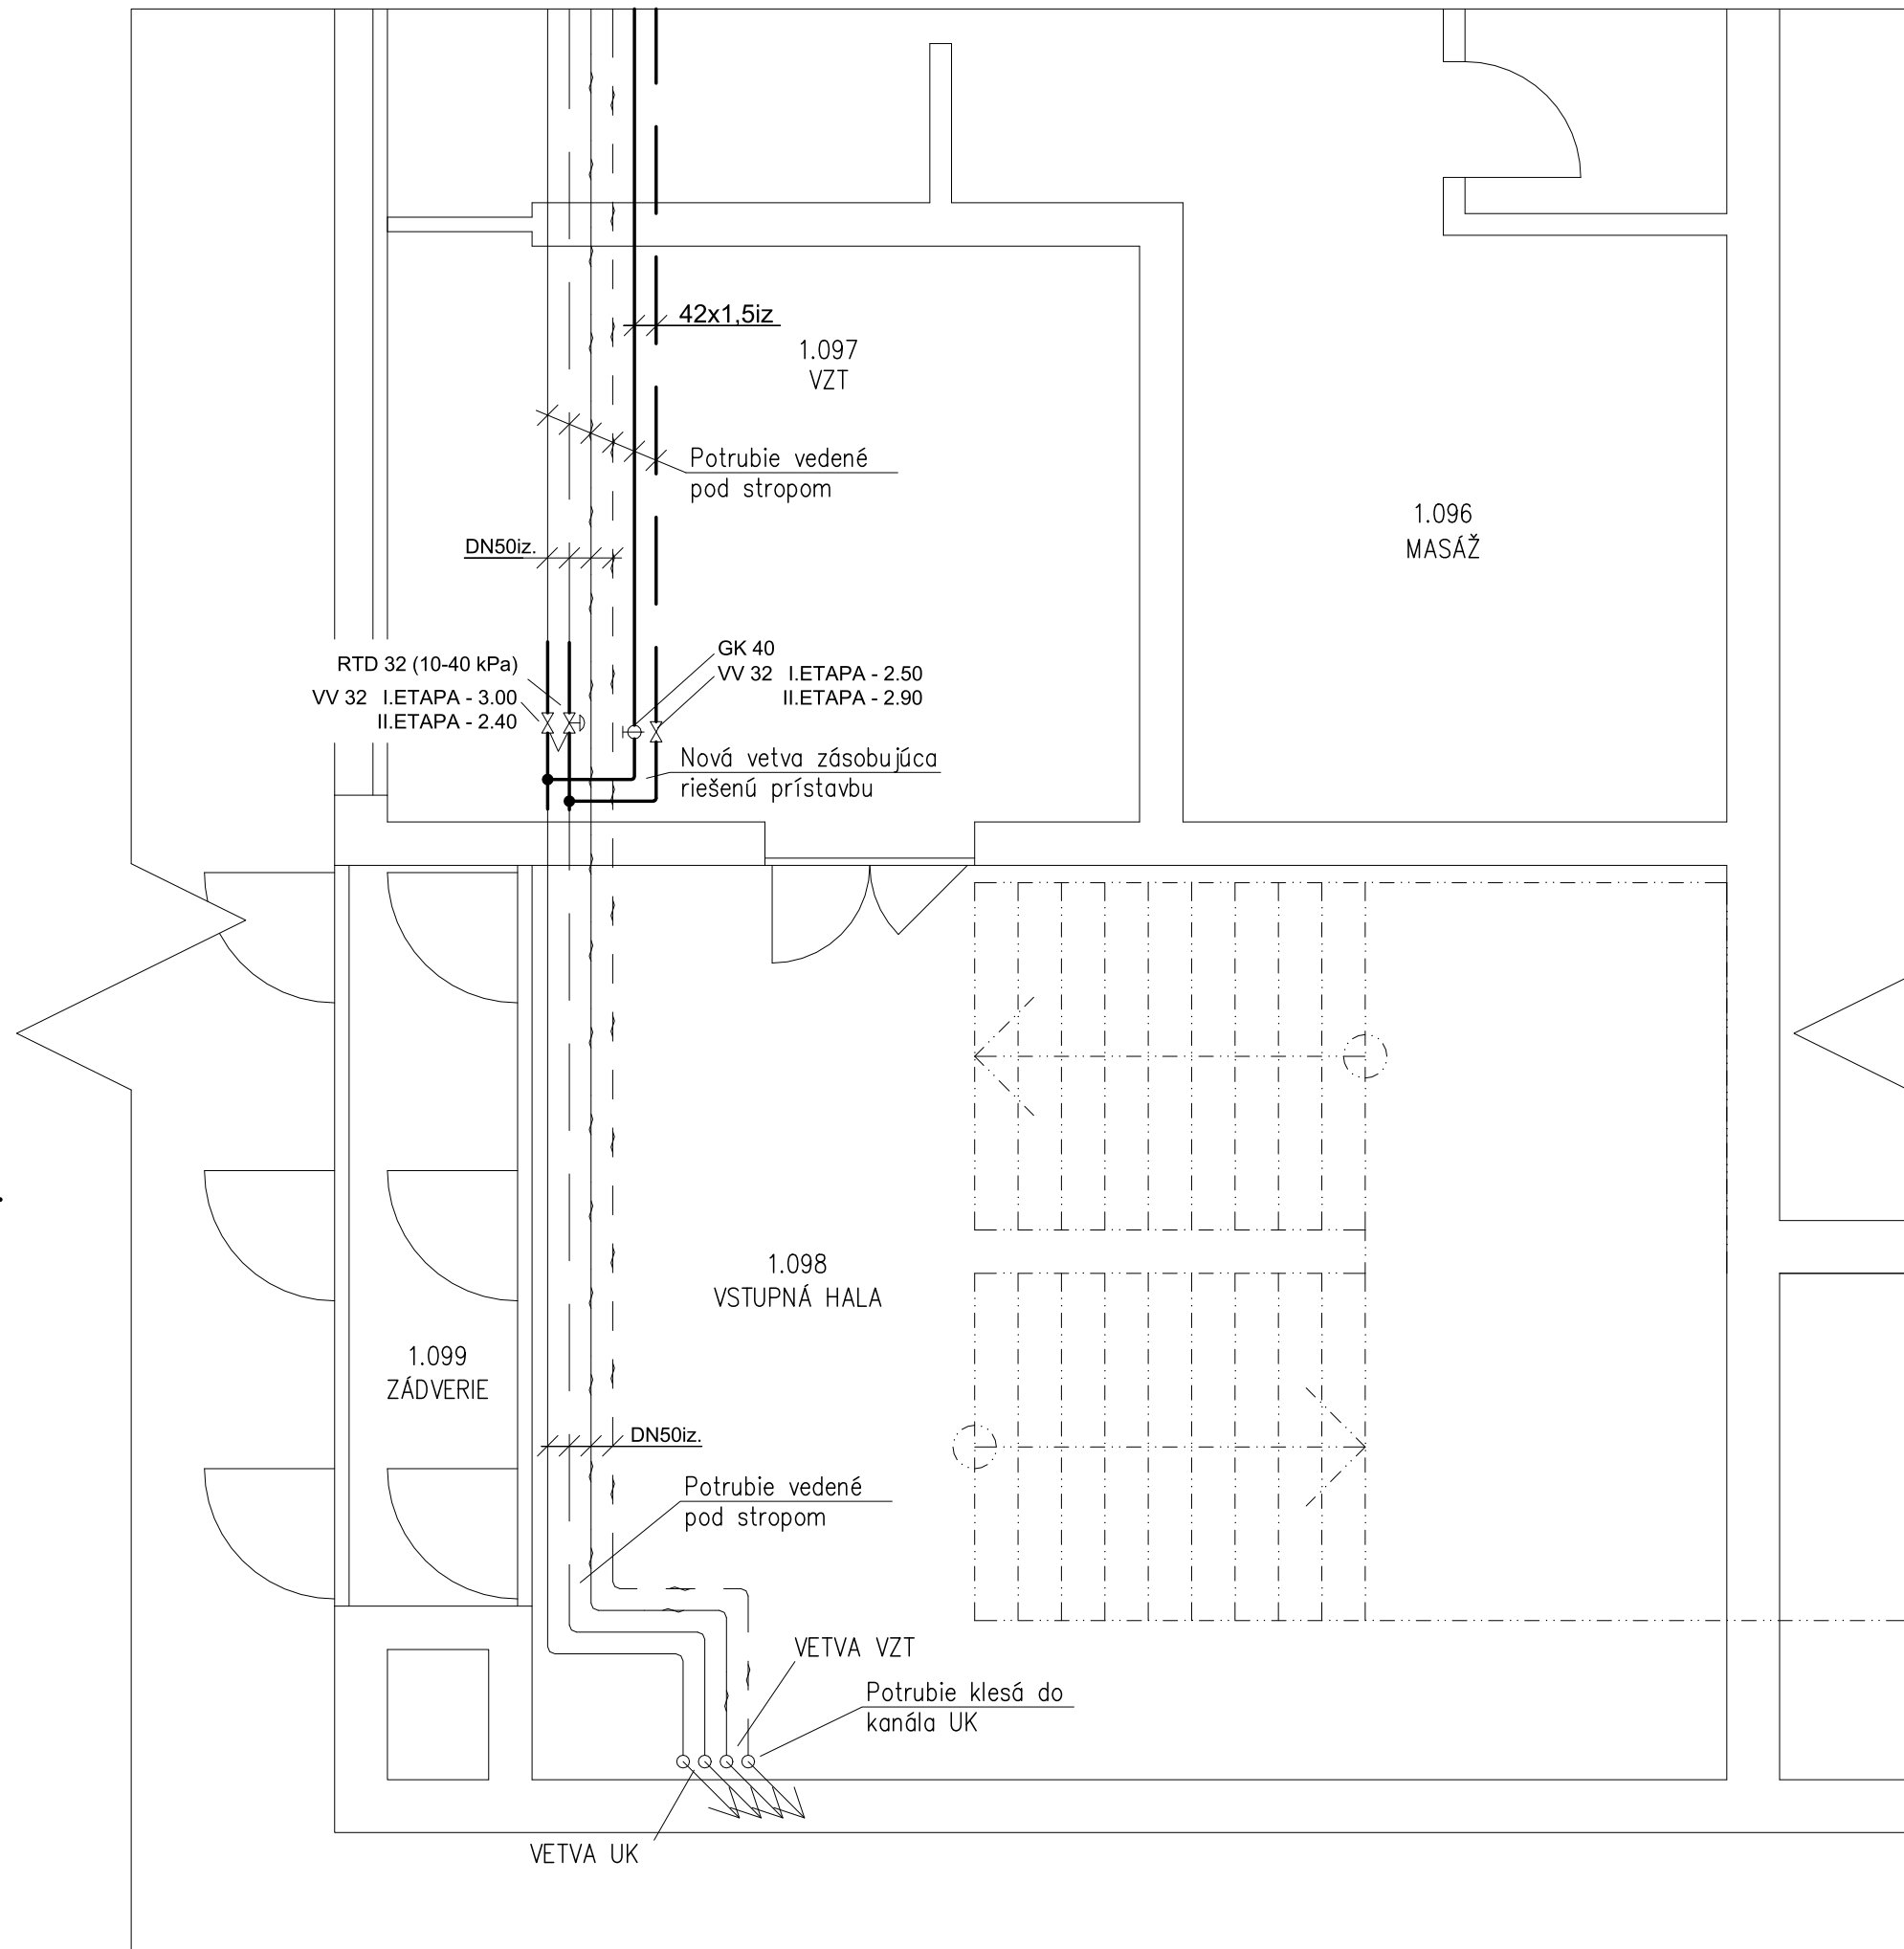 42x1,5iz
1.097
VZT
Potrubie vedené
pod stropom
1.096
MASÁŽ
DN50iz.
RTD 32 (10-40 kPa)
VV 32 I.ETAPA - 3.00
II.ETAPA - 2.40
GK 40
VV 32 I.ETAPA - 2.50
II.ETAPA - 2.90
Nová vetva zásobujúca
riešenú prístavbu
1.098
VSTUPNÁ HALA
1.099
ZÁDVERIE
DN50iz.
Potrubie vedené
pod stropom
VETVA VZT
Potrubie klesá do
kanála UK
VETVA UK